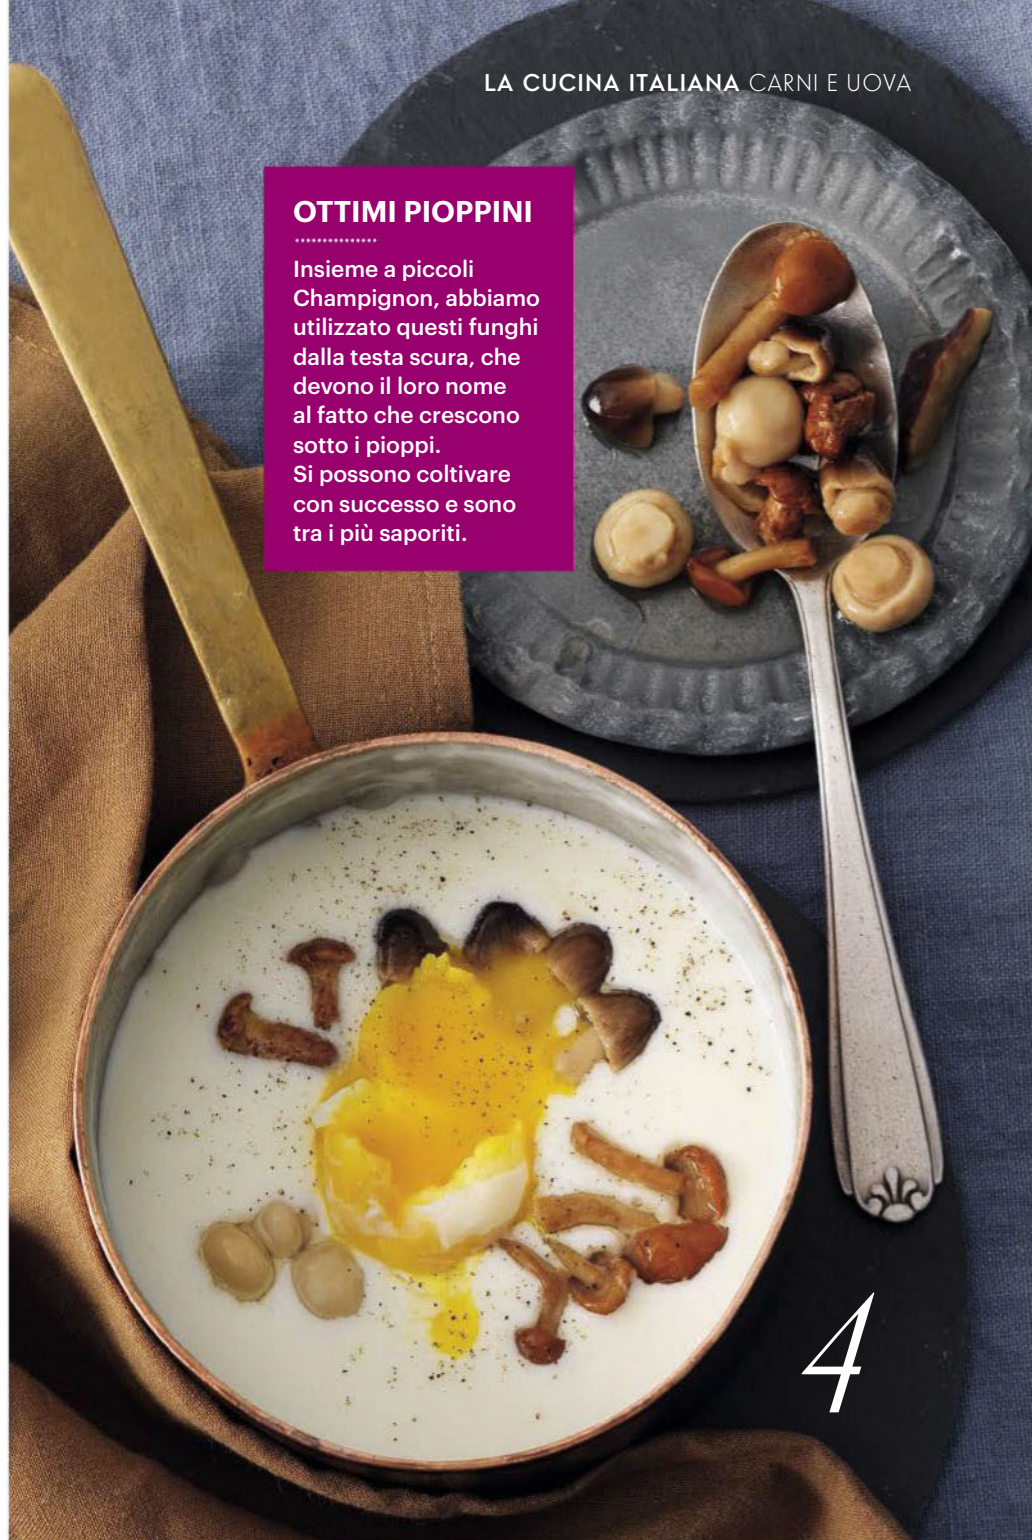 LA CUCINA ITALIANA CARNI E UOVA
OTTIMI PIOPPINI
Insieme a piccoli
Champignon, abbiamo
utilizzato questi funghi
dalla testa scura, che
devono il loro nome
al fatto che crescono
sotto i pioppi.
Si possono coltivare
con successo e sono
tra i più saporiti.
4